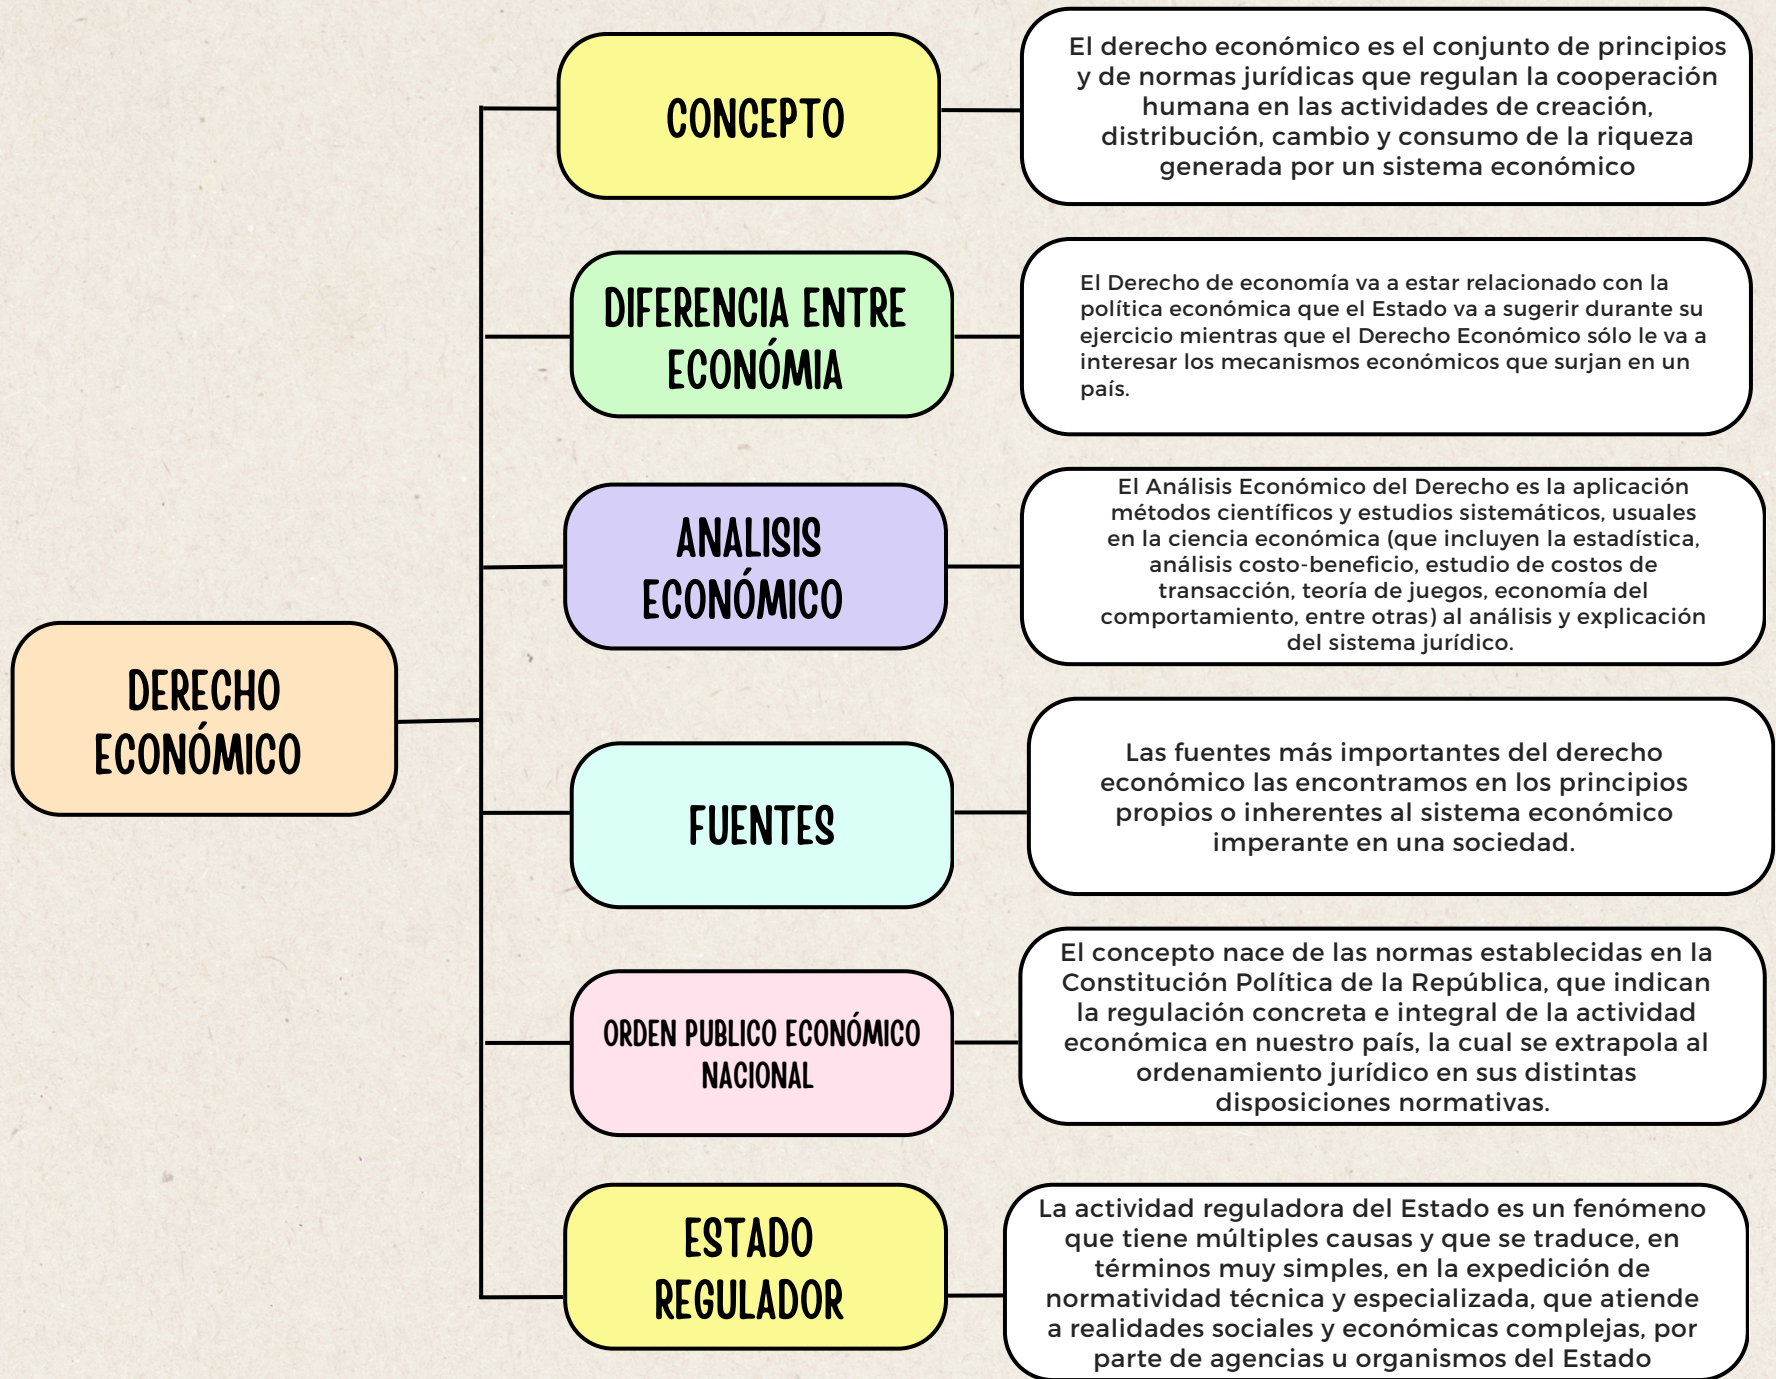 DERECHO
ECONÓMICO
CONCEPTO
El derecho económico es el conjunto de principios
y de normas jurídicas que regulan la cooperación
humana en las actividades de creación,
distribución, cambio y consumo de la riqueza
generada por un sistema económico
DIFERENCIA ENTRE
ECONÓMIA
El Derecho de economía va a estar relacionado con la
política económica que el Estado va a sugerir durante su
ejercicio mientras que el Derecho Económico sólo le va a
interesar los mecanismos económicos que surjan en un
país.
ANALISIS
ECONÓMICO
El Análisis Económico del Derecho es la aplicación
métodos científicos y estudios sistemáticos, usuales
en la ciencia económica (que incluyen la estadística,
análisis costo-beneficio, estudio de costos de
transacción, teoría de juegos, economía del
comportamiento, entre otras) al análisis y explicación
del sistema jurídico.
FUENTES
Las fuentes más importantes del derecho
económico las encontramos en los principios
propios o inherentes al sistema económico
imperante en una sociedad.
ORDEN PUBLICO ECONÓMICO
NACIONAL
El concepto nace de las normas establecidas en la
Constitución Política de la República, que indican
la regulación concreta e integral de la actividad
económica en nuestro país, la cual se extrapola al
ordenamiento jurídico en sus distintas
disposiciones normativas.
ESTADO
REGULADOR
La actividad reguladora del Estado es un fenómeno
que tiene múltiples causas y que se traduce, en
términos muy simples, en la expedición de
normatividad técnica y especializada, que atiende
a realidades sociales y económicas complejas, por
parte de agencias u organismos del Estado